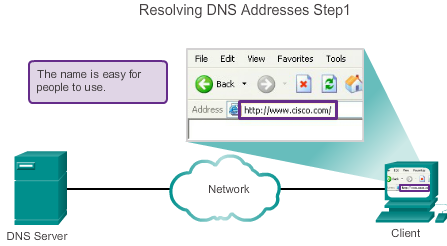 Resolving DNS Addresses Step1
The name is easy for
people to use.
File Edit View Favorites Tools
Back
Address http://www.cisco.com/
Network
DNS Server
Client